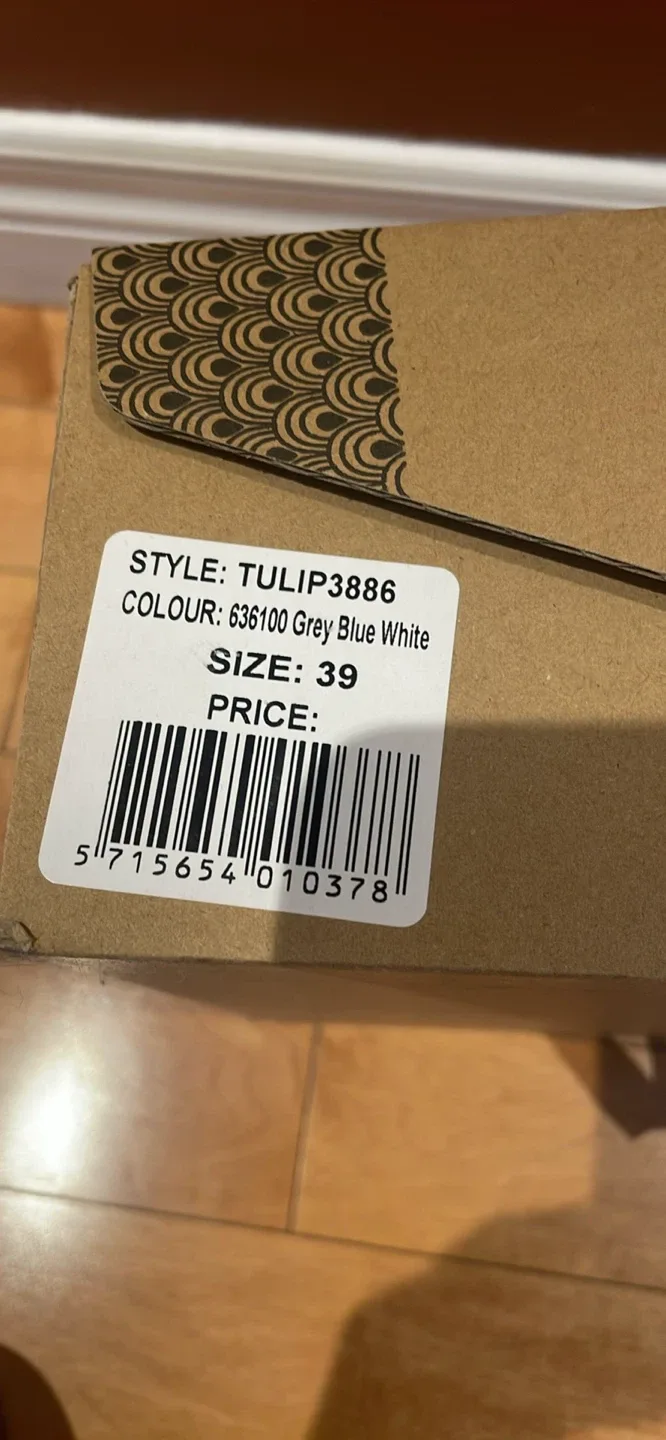 STYLE: TULIP3886
COLOUR: 636100 Grey Blue White
SIZE: 39
PRICE:
5 715654 010378